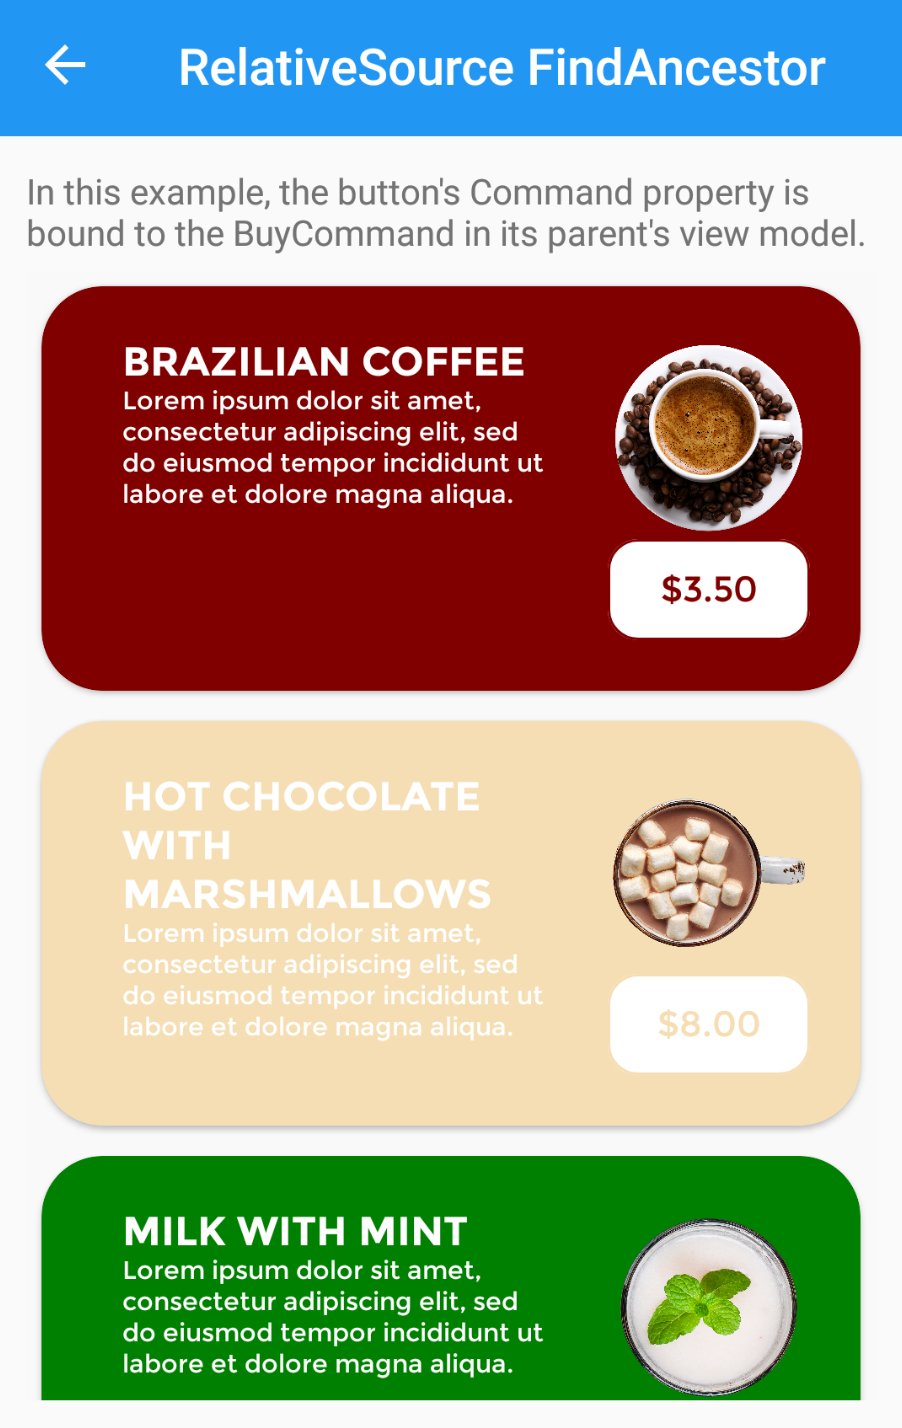 RelativeSource FindAncestor
In this example, the button's Command property is
bound to the BuyCommand in its parent's view model.
BRAZILIAN COFFEE
Lorem ipsum dolor sit amet,
consectetur adipiscing elit, sed
do eiusmod tempor incididunt ut
labore et dolore magna aliqua.
$3.50
HOT CHOCOLATE
WITH
MARSHMALLOWS
Lorem ipsum dolor sit amet,
consectetur adipiscing elit, sed
do eiusmod tempor incididunt ut
labore et dolore magna aliqua.
$8.00
MILK WITH MINT
Lorem ipsum dolor sit amet,
consectetur adipiscing elit, sed
do eiusmod tempor incididunt ut
labore et dolore magna aliqua.